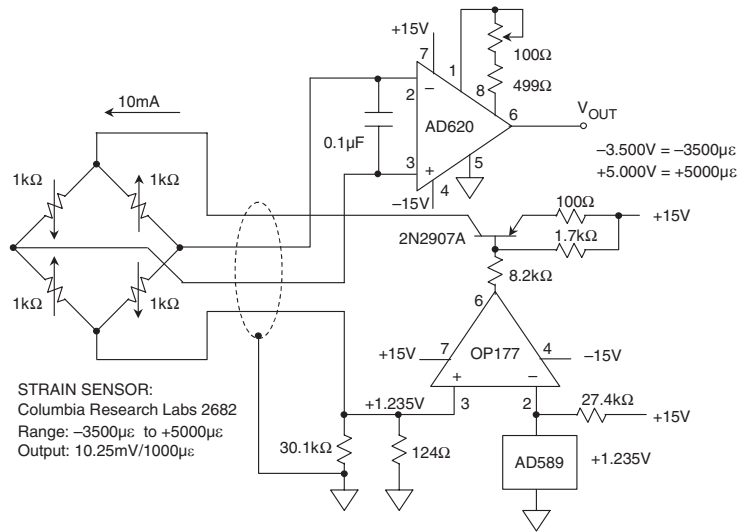 +15V
7
1
100Ω
499Ω
8
10mA
2
−
AD620
6
V_OUT
0.1μF
3
+
5
4
−15V
−3.500V = −3500με
+5.000V = +5000με
1kΩ
1kΩ
1kΩ
1kΩ
100Ω
+15V
2N2907A
1.7kΩ
8.2kΩ
6
+15V
7
OP177
4
−15V
+
−
3
2
27.4kΩ
+15V
+1.235V
30.1kΩ
124Ω
AD589
+1.235V
STRAIN SENSOR:
Columbia Research Labs 2682
Range: −3500με to +5000με
Output: 10.25mV/1000με